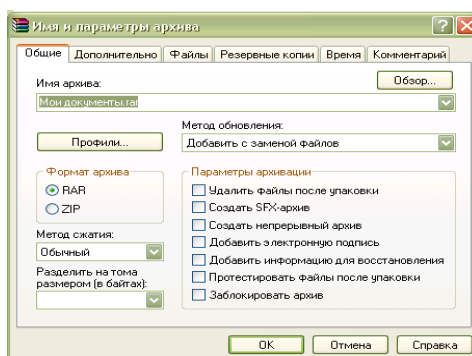 Имя и параметры архива
Общие Дополнительно Файлы Резервные копии Время Комментарий
Имя архива:
Обзор...
Мои документы.rar
Профили...
Метод обновления:
Добавить с заменой файлов
Формат архива
RAR
ZIP
Метод сжатия:
Обычный
Разделить на тома
размером (в байтах):
Параметры архивации
Удалить файлы после упаковки
Создать SFX-архив
Создать непрерывный архив
Добавить электронную подпись
Добавить информацию для восстановления
Протестировать файлы после упаковки
Заблокировать архив
OK Отмена Справка